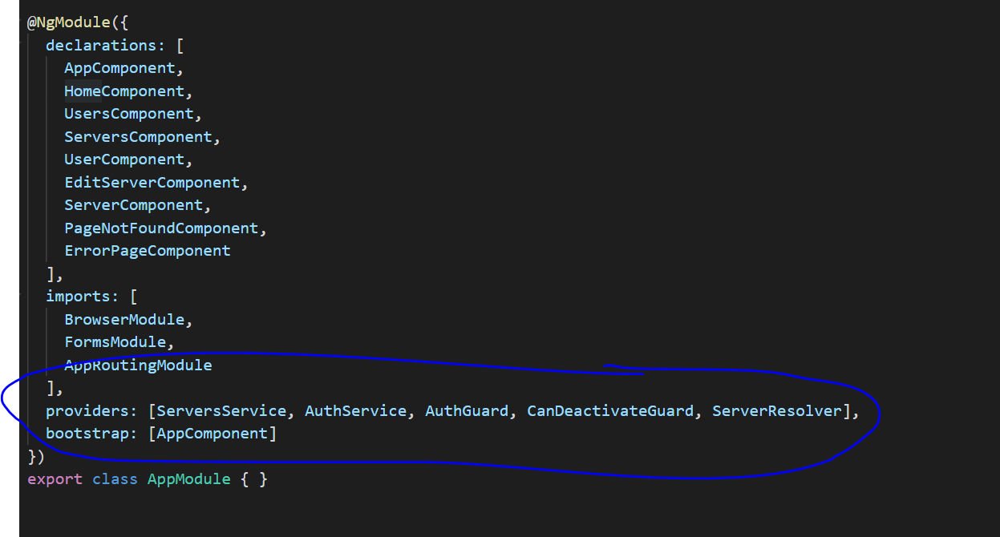 @NgModule({
declarations: [
AppComponent,
HomeComponent,
UsersComponent,
ServersComponent,
UserComponent,
EditServerComponent,
ServerComponent,
PageNotFoundComponent,
ErrorPageComponent
],
imports: [
BrowserModule,
FormsModule,
AppRoutingModule
],
providers: [ServersService, AuthService, AuthGuard, CanDeactivateGuard, ServerResolver],
bootstrap: [AppComponent]
})
export class AppModule { }